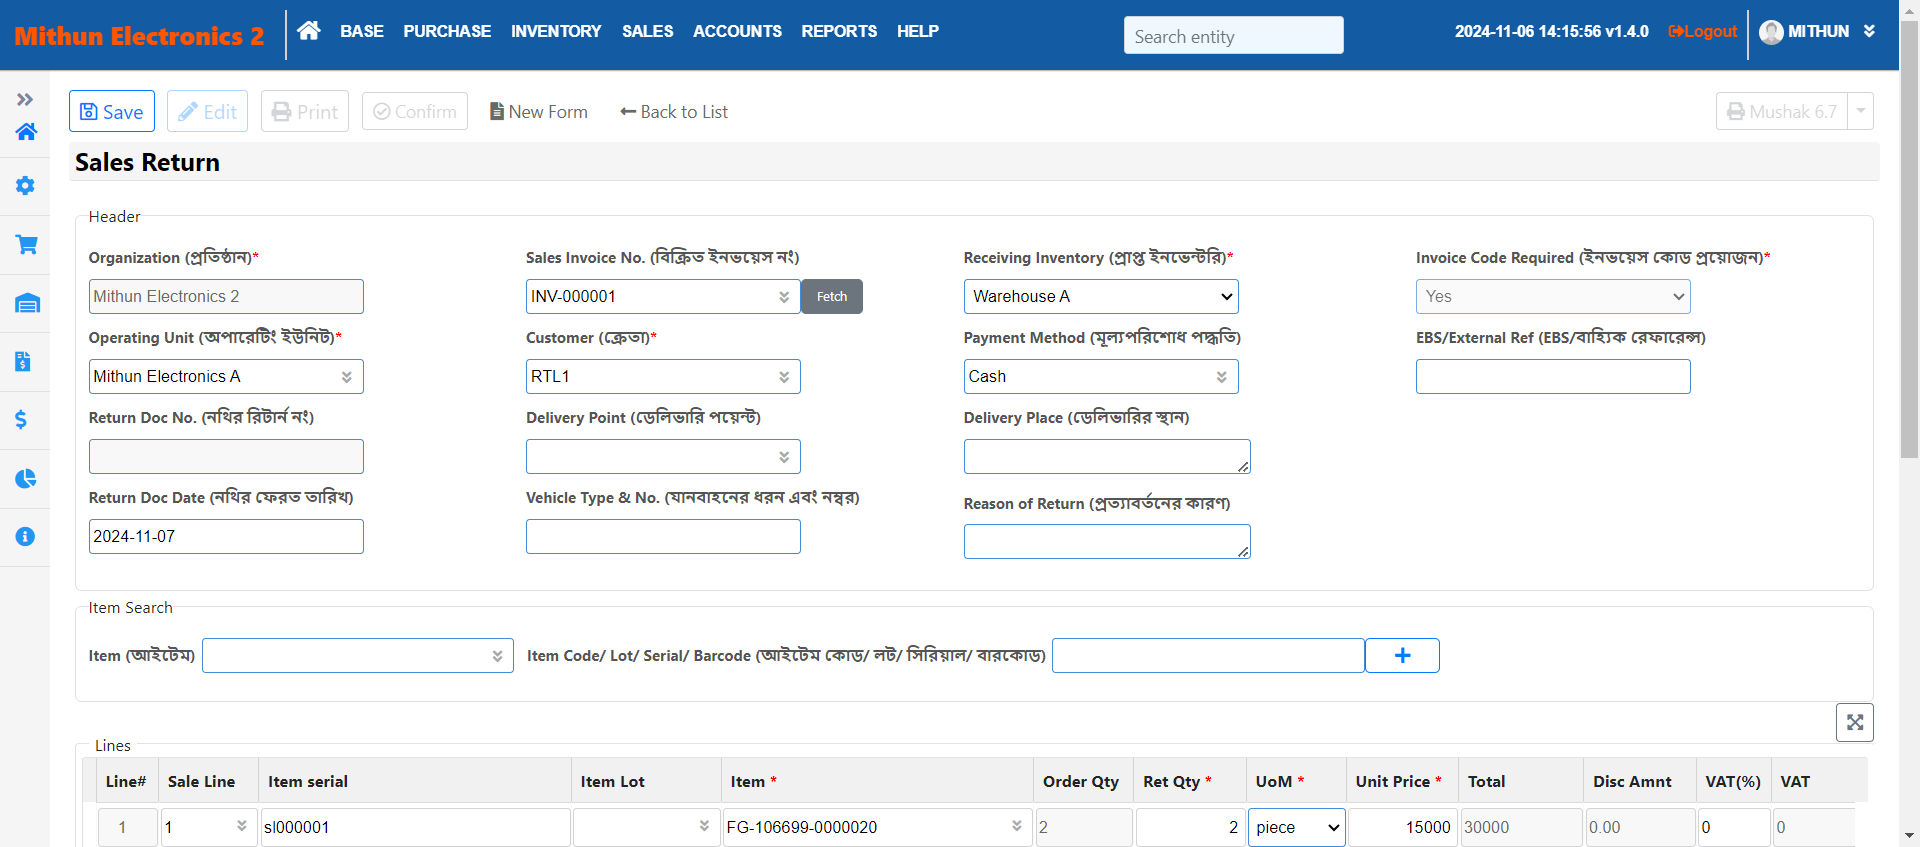 Mithun Electronics 2
BASE PURCHASE INVENTORY SALES ACCOUNTS REPORTS HELP
Search entity
2024-11-06 14:15:56 v1.4.0 Logout MITHUN
Save Edit Print Confirm New Form Back to List Mushak 6.7
Sales Return
Header
Organization (প্রতিষ্ঠান)* Sales Invoice No. (বিক্রিত ইনভয়েস নং) Receiving Inventory (প্রাপ্ত ইনভেন্টরি)* Invoice Code Required (ইনভয়েস কোড প্রয়োজন)*
Mithun Electronics 2 INV-000001 Fetch Warehouse A Yes
Operating Unit (অপারেটিং ইউনিট)* Customer (ক্রেতা)* Payment Method (মূল্যপরিশোধ পদ্ধতি) EBS/External Ref (EBS/বাহ্যিক রেফারেন্স)
Mithun Electronics A RTL1 Cash
Return Doc No. (নথির রিটার্ন নং) Delivery Point (ডেলিভারি পয়েন্ট) Delivery Place (ডেলিভারির স্থান)
Return Doc Date (নথির ফেরত তারিখ) Vehicle Type & No. (যানবাহনের ধরন এবং নম্বর) Reason of Return (প্রত্যাবর্তনের কারণ)
2024-11-07
Item Search
Item (আইটেম) Item Code/ Lot/ Serial/ Barcode (আইটেম কোড/ লট/ সিরিয়াল/ বারকোড)
Lines
Line# Sale Line Item serial Item Lot Item * Order Qty Ret Qty * UoM * Unit Price * Total Disc Amnt VAT(%) VAT
1 1 sl000001 FG-106699-0000020 2 2 piece 15000 30000 0.00 0 0